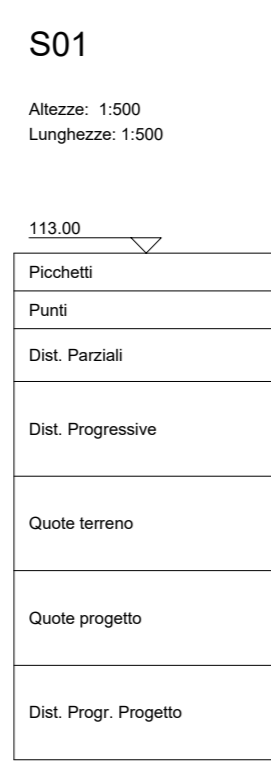 S01
Altezze: 1:500
Lunghezze: 1:500
113.00
Picchetti
Punti
Dist. Parziali
Dist. Progressive
Quote terreno
Quote progetto
Dist. Progr. Progetto